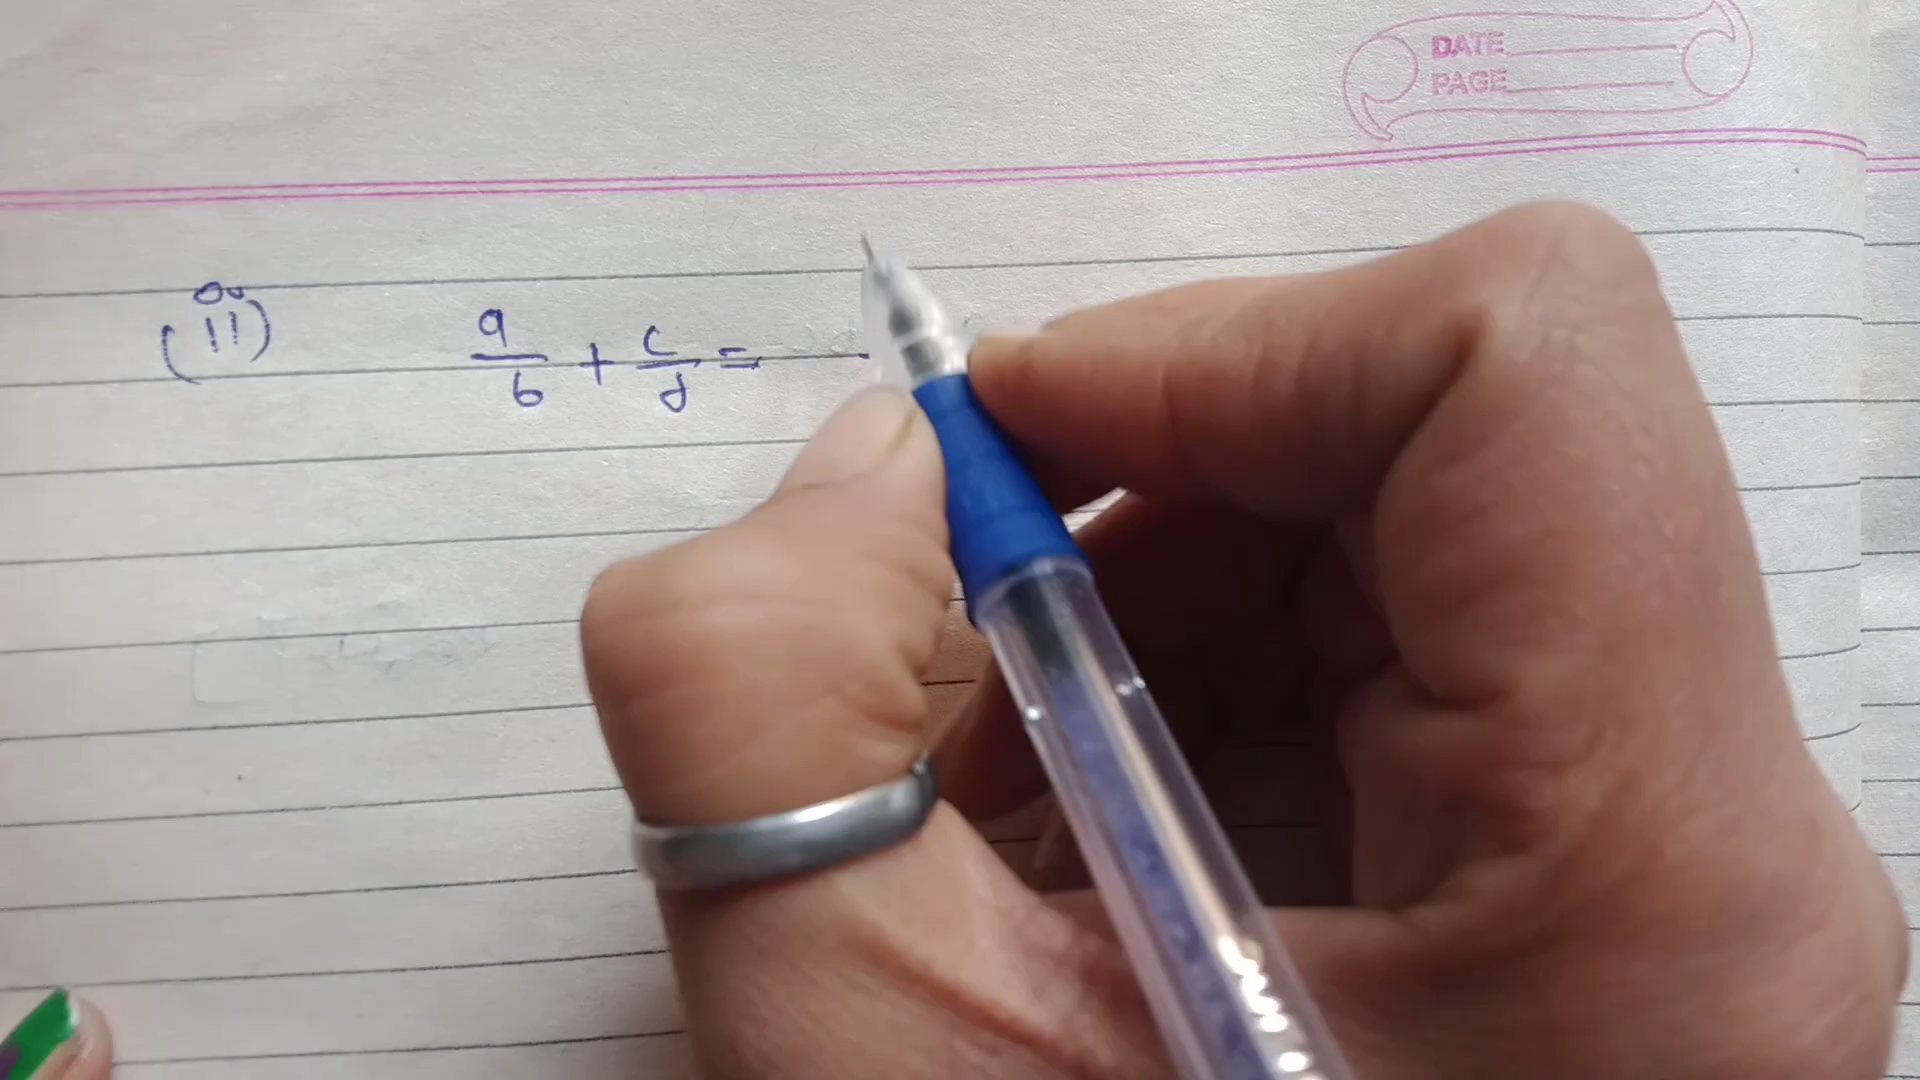 DATE
PAGE
(ii) a/b + c/d =